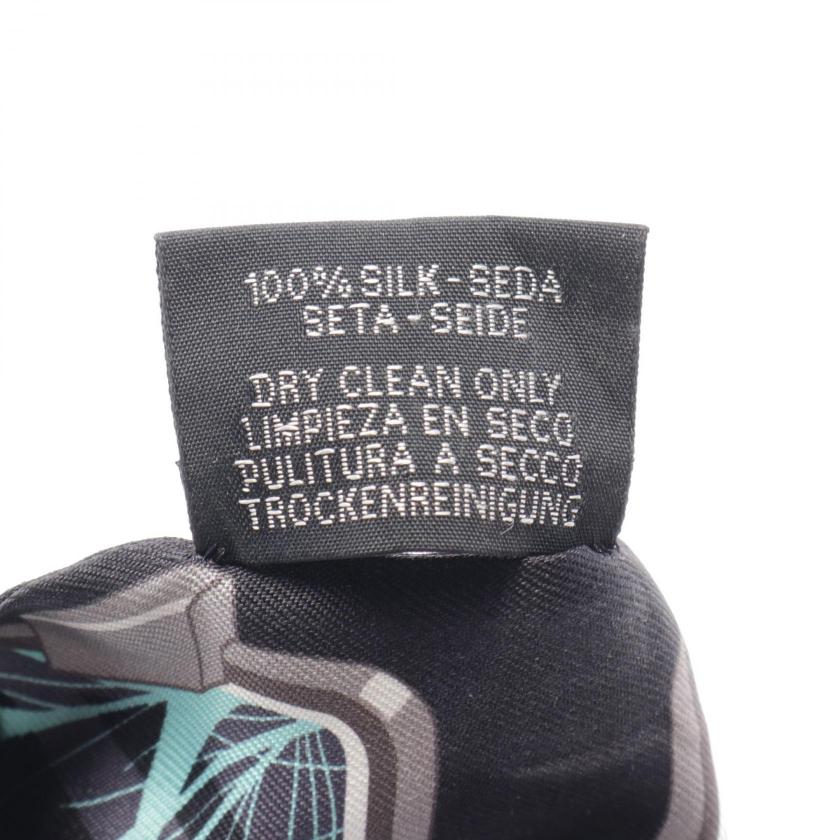 100% SILK-SEDA
SETA-SEIDE
DRY CLEAN ONLY
LIMPIEZA EN SECO
PULITURA A SECCO
TROCKENREINIGUNG